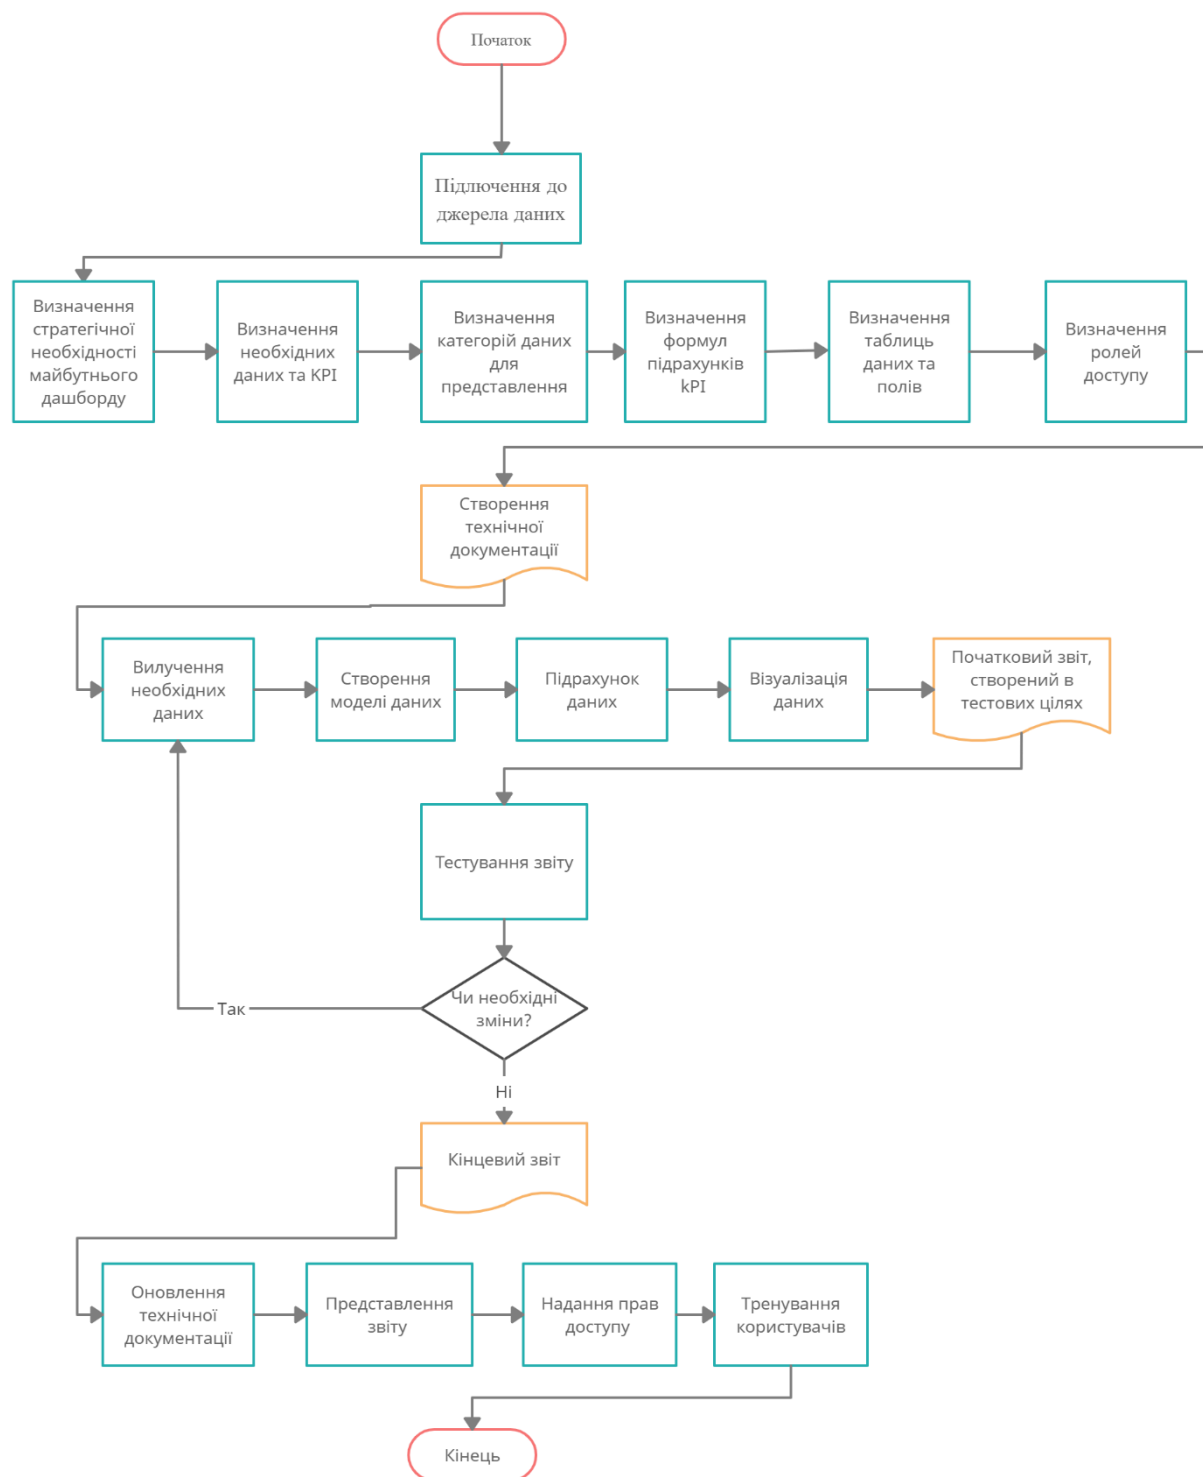 Початок
Підлючення до
джерела даних
Визначення
стратегічної
необхідності
майбутнього
дашборду
Визначення
необхідних
даних та KPI
Визначення
категорій даних
для
представлення
Визначення
формул
підрахунків
kPI
Визначення
таблиць
даних та
полів
Визначення
ролей
доступу
Створення
технічної
документації
Вилучення
необхідних
даних
Створення
моделі даних
Підрахунок
даних
Візуалізація
даних
Початковий звіт,
створений в
тестових цілях
Тестування звіту
Чи необхідні
зміни?
Так
Ні
Кінцевий звіт
Оновлення
технічної
документації
Представлення
звіту
Надання прав
доступу
Тренування
користувачів
Кінець